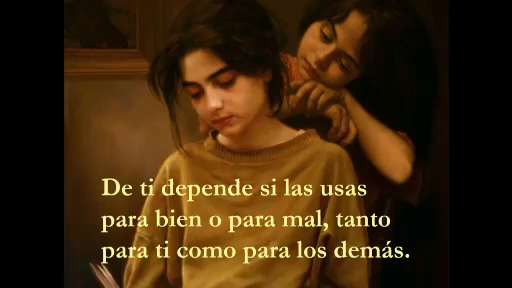 De ti depende si las usas
para bien o para mal, tanto
para ti como para los demás.